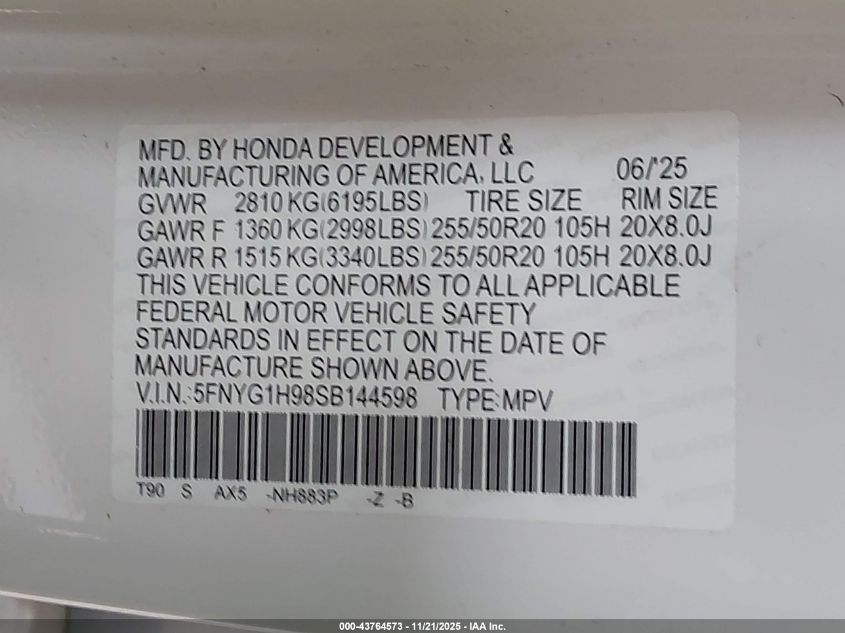 MFD. BY HONDA DEVELOPMENT &
MANUFACTURING OF AMERICA, LLC 06/'25
GVWR 2810 KG(6195LBS) TIRE SIZE RIM SIZE
GAWR F 1360 KG(2998LBS) 255/50R20 105H 20X8.0J
GAWR R 1515 KG(3340LBS) 255/50R20 105H 20X8.0J
THIS VEHICLE CONFORMS TO ALL APPLICABLE
FEDERAL MOTOR VEHICLE SAFETY
STANDARDS IN EFFECT ON THE DATE OF
MANUFACTURE SHOWN ABOVE.
V.I.N.:5FNYG1H98SB144598 TYPE:MPV
T90 S AX5 -NH883P -Z -B
000-43764573 - 11/21/2025 - IAA Inc.